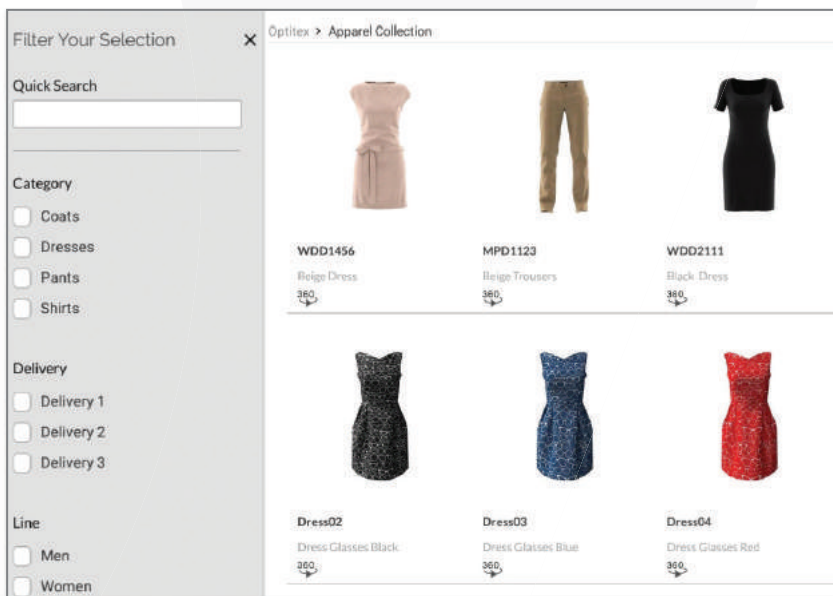 Filter Your Selection
Quick Search
Category
Coats
Dresses
Pants
Shirts
Delivery
Delivery 1
Delivery 2
Delivery 3
Line
Men
Women
Optitex > Apparel Collection
WDD1456
Beige Dress
360
MPD1123
Beige Trousers
360
WDD2111
Black Dress
360
Dress02
Dress Glasses Black
360
Dress03
Dress Glasses Blue
360
Dress04
Dress Glasses Red
360